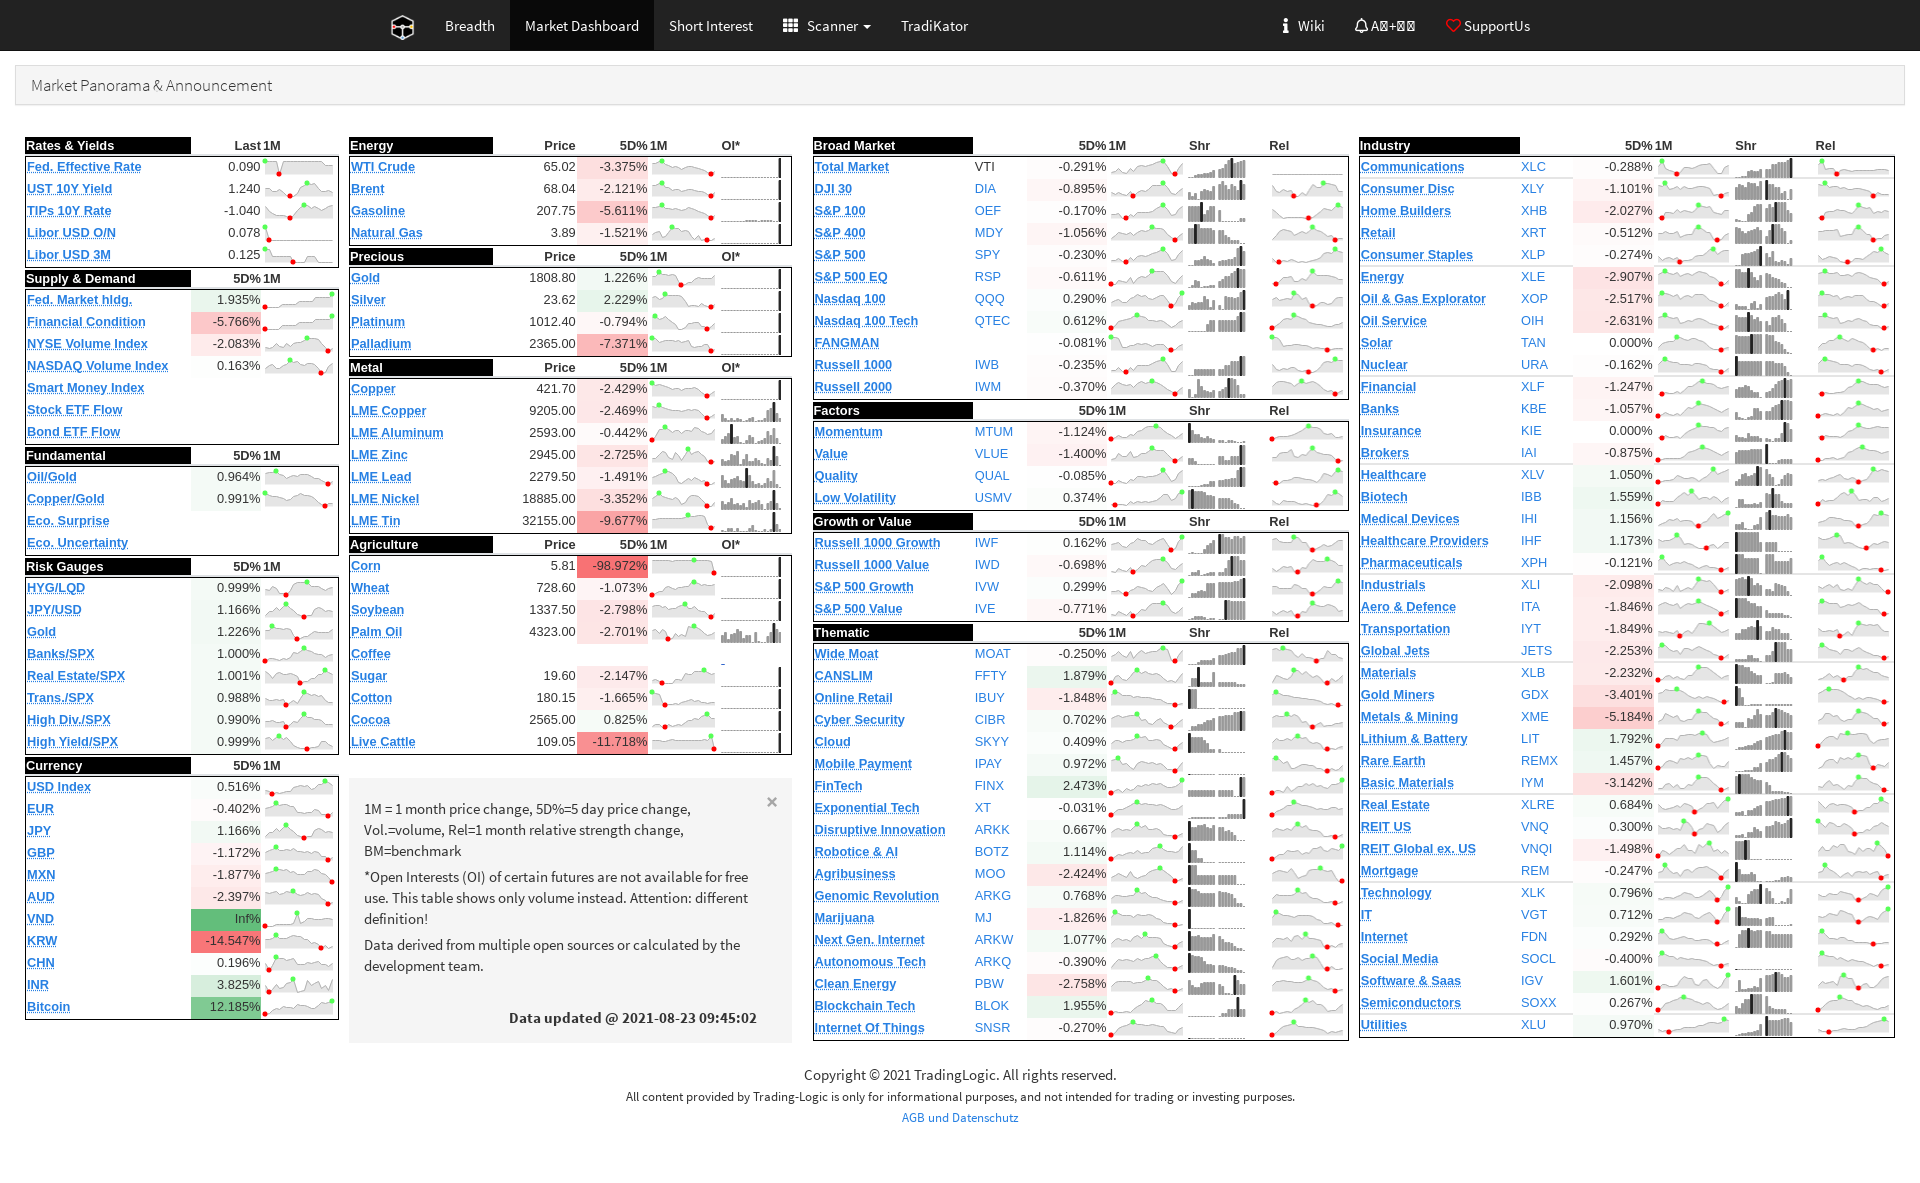 Breadth
Market Dashboard
Short Interest
Scanner
TradiKator
Wiki
SupportUs
Market Panorama & Announcement
Rates & Yields Last 1M
Fed. Effective Rate 0.090
UST 10Y Yield 1.240
TIPs 10Y Rate -1.040
Libor USD O/N 0.078
Libor USD 3M 0.125
Supply & Demand 5D% 1M
Fed. Market hldg. 1.935%
Financial Condition -5.766%
NYSE Volume Index -2.083%
NASDAQ Volume Index 0.163%
Smart Money Index
Stock ETF Flow
Bond ETF Flow
Fundamental 5D% 1M
Oil/Gold 0.964%
Copper/Gold 0.991%
Eco. Surprise
Eco. Uncertainty
Risk Gauges 5D% 1M
HYG/LQD 0.999%
JPY/USD 1.166%
Gold 1.226%
Banks/SPX 1.000%
Real Estate/SPX 1.001%
Trans./SPX 0.988%
High Div./SPX 0.990%
High Yield/SPX 0.999%
Currency 5D% 1M
USD Index 0.516%
EUR -0.402%
JPY 1.166%
GBP -1.172%
MXN -1.877%
AUD -2.397%
VND Inf%
KRW -14.547%
CHN 0.196%
INR 3.825%
Bitcoin 12.185%
Energy Price 5D% 1M OI*
WTI Crude 65.02 -3.375%
Brent 68.04 -2.121%
Gasoline 207.75 -5.611%
Natural Gas 3.89 -1.521%
Precious Price 5D% 1M OI*
Gold 1808.80 1.226%
Silver 23.62 2.229%
Platinum 1012.40 -0.794%
Palladium 2365.00 -7.371%
Metal Price 5D% 1M OI*
Copper 421.70 -2.429%
LME Copper 9205.00 -2.469%
LME Aluminum 2593.00 -0.442%
LME Zinc 2945.00 -2.725%
LME Lead 2279.50 -1.491%
LME Nickel 18885.00 -3.352%
LME Tin 32155.00 -9.677%
Agriculture Price 5D% 1M OI*
Corn 5.81 -98.972%
Wheat 728.60 -1.073%
Soybean 1337.50 -2.798%
Palm Oil 4323.00 -2.701%
Coffee -
Sugar 19.60 -2.147%
Cotton 180.15 -1.665%
Cocoa 2565.00 0.825%
Live Cattle 109.05 -11.718%
×
1M = 1 month price change, 5D%=5 day price change,
Vol.=volume, Rel=1 month relative strength change,
BM=benchmark
*Open Interests (OI) of certain futures are not available for free
use. This table shows only volume instead. Attention: different
definition!
Data derived from multiple open sources or calculated by the
development team.
Data updated @ 2021-08-23 09:45:02
Broad Market 5D% 1M Shr Rel
Total Market VTI -0.291%
DJI 30 DIA -0.895%
S&P 100 OEF -0.170%
S&P 400 MDY -1.056%
S&P 500 SPY -0.230%
S&P 500 EQ RSP -0.611%
Nasdaq 100 QQQ 0.290%
Nasdaq 100 Tech QTEC 0.612%
FANGMAN -0.081%
Russell 1000 IWB -0.235%
Russell 2000 IWM -0.370%
Factors 5D% 1M Shr Rel
Momentum MTUM -1.124%
Value VLUE -1.400%
Quality QUAL -0.085%
Low Volatility USMV 0.374%
Growth or Value 5D% 1M Shr Rel
Russell 1000 Growth IWF 0.162%
Russell 1000 Value IWD -0.698%
S&P 500 Growth IVW 0.299%
S&P 500 Value IVE -0.771%
Thematic 5D% 1M Shr Rel
Wide Moat MOAT -0.250%
CANSLIM FFTY 1.879%
Online Retail IBUY -1.848%
Cyber Security CIBR 0.702%
Cloud SKYY 0.409%
Mobile Payment IPAY 0.972%
FinTech FINX 2.473%
Exponential Tech XT -0.031%
Disruptive Innovation ARKK 0.667%
Robotice & AI BOTZ 1.114%
Agribusiness MOO -2.424%
Genomic Revolution ARKG 0.768%
Marijuana MJ -1.826%
Next Gen. Internet ARKW 1.077%
Autonomous Tech ARKQ -0.390%
Clean Energy PBW -2.758%
Blockchain Tech BLOK 1.955%
Internet Of Things SNSR -0.270%
Industry 5D% 1M Shr Rel
Communications XLC -0.288%
Consumer Disc XLY -1.101%
Home Builders XHB -2.027%
Retail XRT -0.512%
Consumer Staples XLP -0.274%
Energy XLE -2.907%
Oil & Gas Explorator XOP -2.517%
Oil Service OIH -2.631%
Solar TAN 0.000%
Nuclear URA -0.162%
Financial XLF -1.247%
Banks KBE -1.057%
Insurance KIE 0.000%
Brokers IAI -0.875%
Healthcare XLV 1.050%
Biotech IBB 1.559%
Medical Devices IHI 1.156%
Healthcare Providers IHF 1.173%
Pharmaceuticals XPH -0.121%
Industrials XLI -2.098%
Aero & Defence ITA -1.846%
Transportation IYT -1.849%
Global Jets JETS -2.253%
Materials XLB -2.232%
Gold Miners GDX -3.401%
Metals & Mining XME -5.184%
Lithium & Battery LIT 1.792%
Rare Earth REMX 1.457%
Basic Materials IYM -3.142%
Real Estate XLRE 0.684%
REIT US VNQ 0.300%
REIT Global ex. US VNQI -1.498%
Mortgage REM -0.247%
Technology XLK 0.796%
IT VGT 0.712%
Internet FDN 0.292%
Social Media SOCL -0.400%
Software & Saas IGV 1.601%
Semiconductors SOXX 0.267%
Utilities XLU 0.970%
Copyright © 2021 TradingLogic. All rights reserved.
All content provided by Trading-Logic is only for informational purposes, and not intended for trading or investing purposes.
AGB und Datenschutz